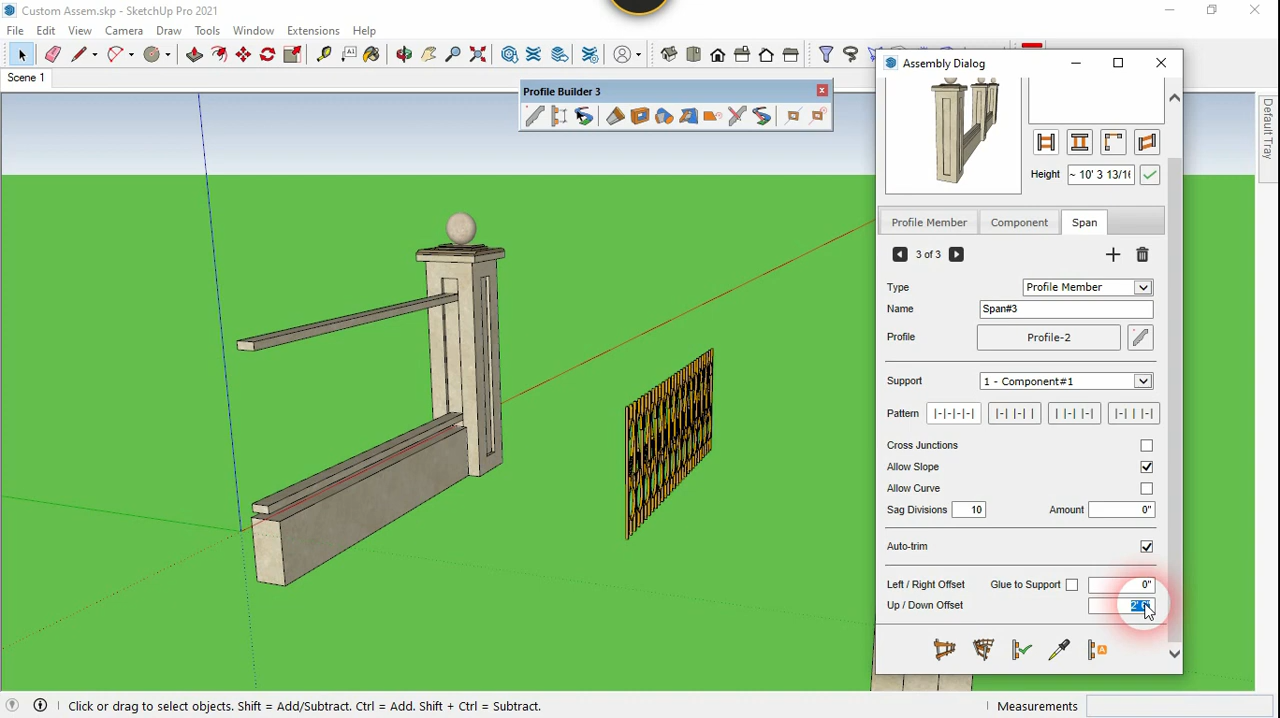 Custom Assem.skp - SketchUp Pro 2021
File Edit View Camera Draw Tools Window Extensions Help
Scene 1
Profile Builder 3
Assembly Dialog
Default Tray
Height ~ 10' 3 13/16
Profile Member Component Span
3 of 3
Type Profile Member
Name Span#3
Profile Profile-2
Support 1 - Component#1
Pattern
Cross Junctions
Allow Slope
Allow Curve
Sag Divisions 10 Amount 0"
Auto-trim
Left / Right Offset Glue to Support 0"
Up / Down Offset
Click or drag to select objects. Shift = Add/Subtract. Ctrl = Add. Shift + Ctrl = Subtract. Measurements